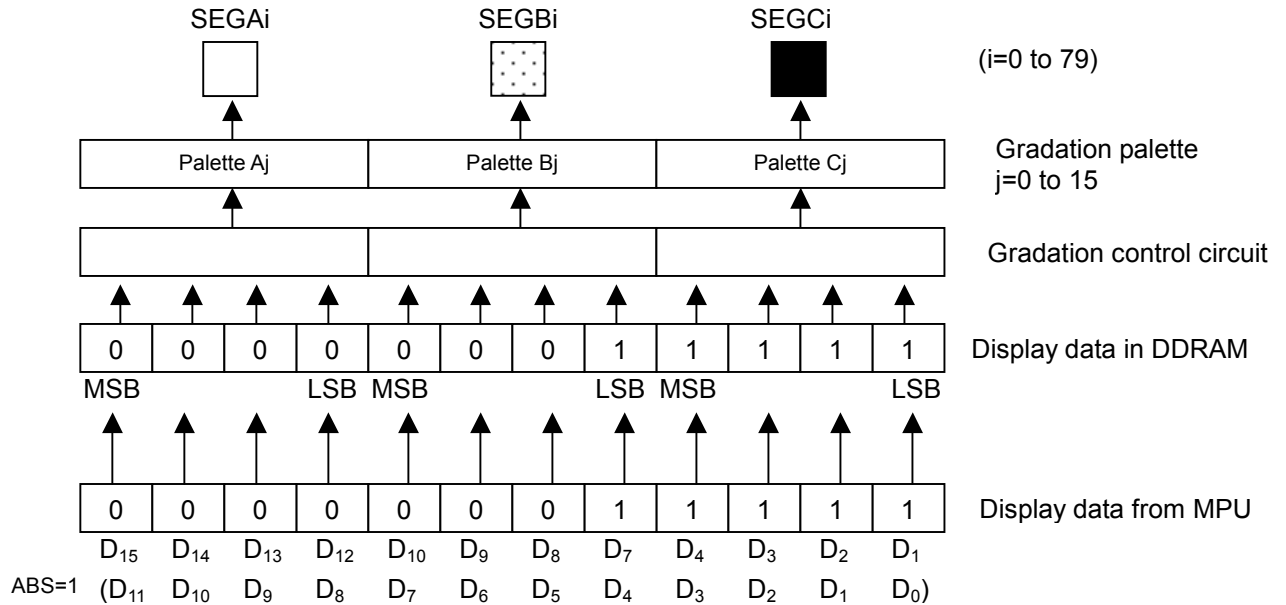 SEGAi SEGBi SEGCi
(i=0 to 79)
Palette Aj Palette Bj Palette Cj
Gradation palette
j=0 to 15
Gradation control circuit
0 0 0 0 0 0 0 1 1 1 1 1 Display data in DDRAM
MSB LSB MSB LSB MSB LSB
0 0 0 0 0 0 0 1 1 1 1 1 Display data from MPU
D₁₅ D₁₄ D₁₃ D₁₂ D₁₀ D₉ D₈ D₇ D₄ D₃ D₂ D₁
ABS=1 (D₁₁ D₁₀ D₉ D₈ D₇ D₆ D₅ D₄ D₃ D₂ D₁ D₀)